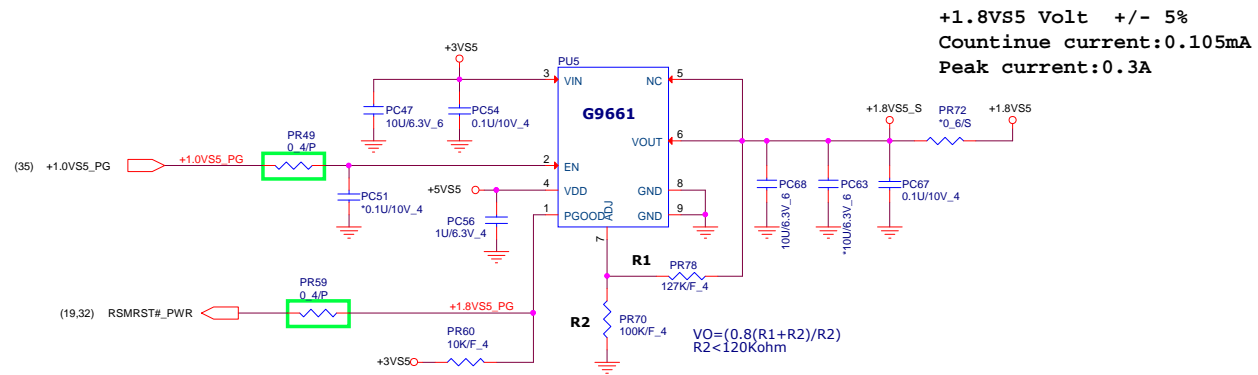 +1.8VS5 Volt +/- 5%
Countinue current:0.105mA
Peak current:0.3A
+3VS5
PU5
3
VIN
NC
5
PC47
10U/6.3V_6
PC54
0.1U/10V_4
G9661
+1.8VS5_S
PR72
*0_6/S
+1.8VS5
VOUT
6
PR49
0_4/P
(35)
+1.0VS5_PG
+1.0VS5_PG
2
EN
PC51
*0.1U/10V_4
+5VS5
4
VDD
GND
8
PC56
1U/6.3V_4
1
PGOOD
ADJ
GND
9
PC68
10U/6.3V_6
PC63
*10U/6.3V_6
PC67
0.1U/10V_4
7
R1
PR78
127K/F_4
PR59
0_4/P
(19,32)
RSMRST#_PWR
+1.8VS5_PG
R2
PR70
100K/F_4
VO=(0.8(R1+R2)/R2)
R2<120Kohm
PR60
10K/F_4
+3VS5